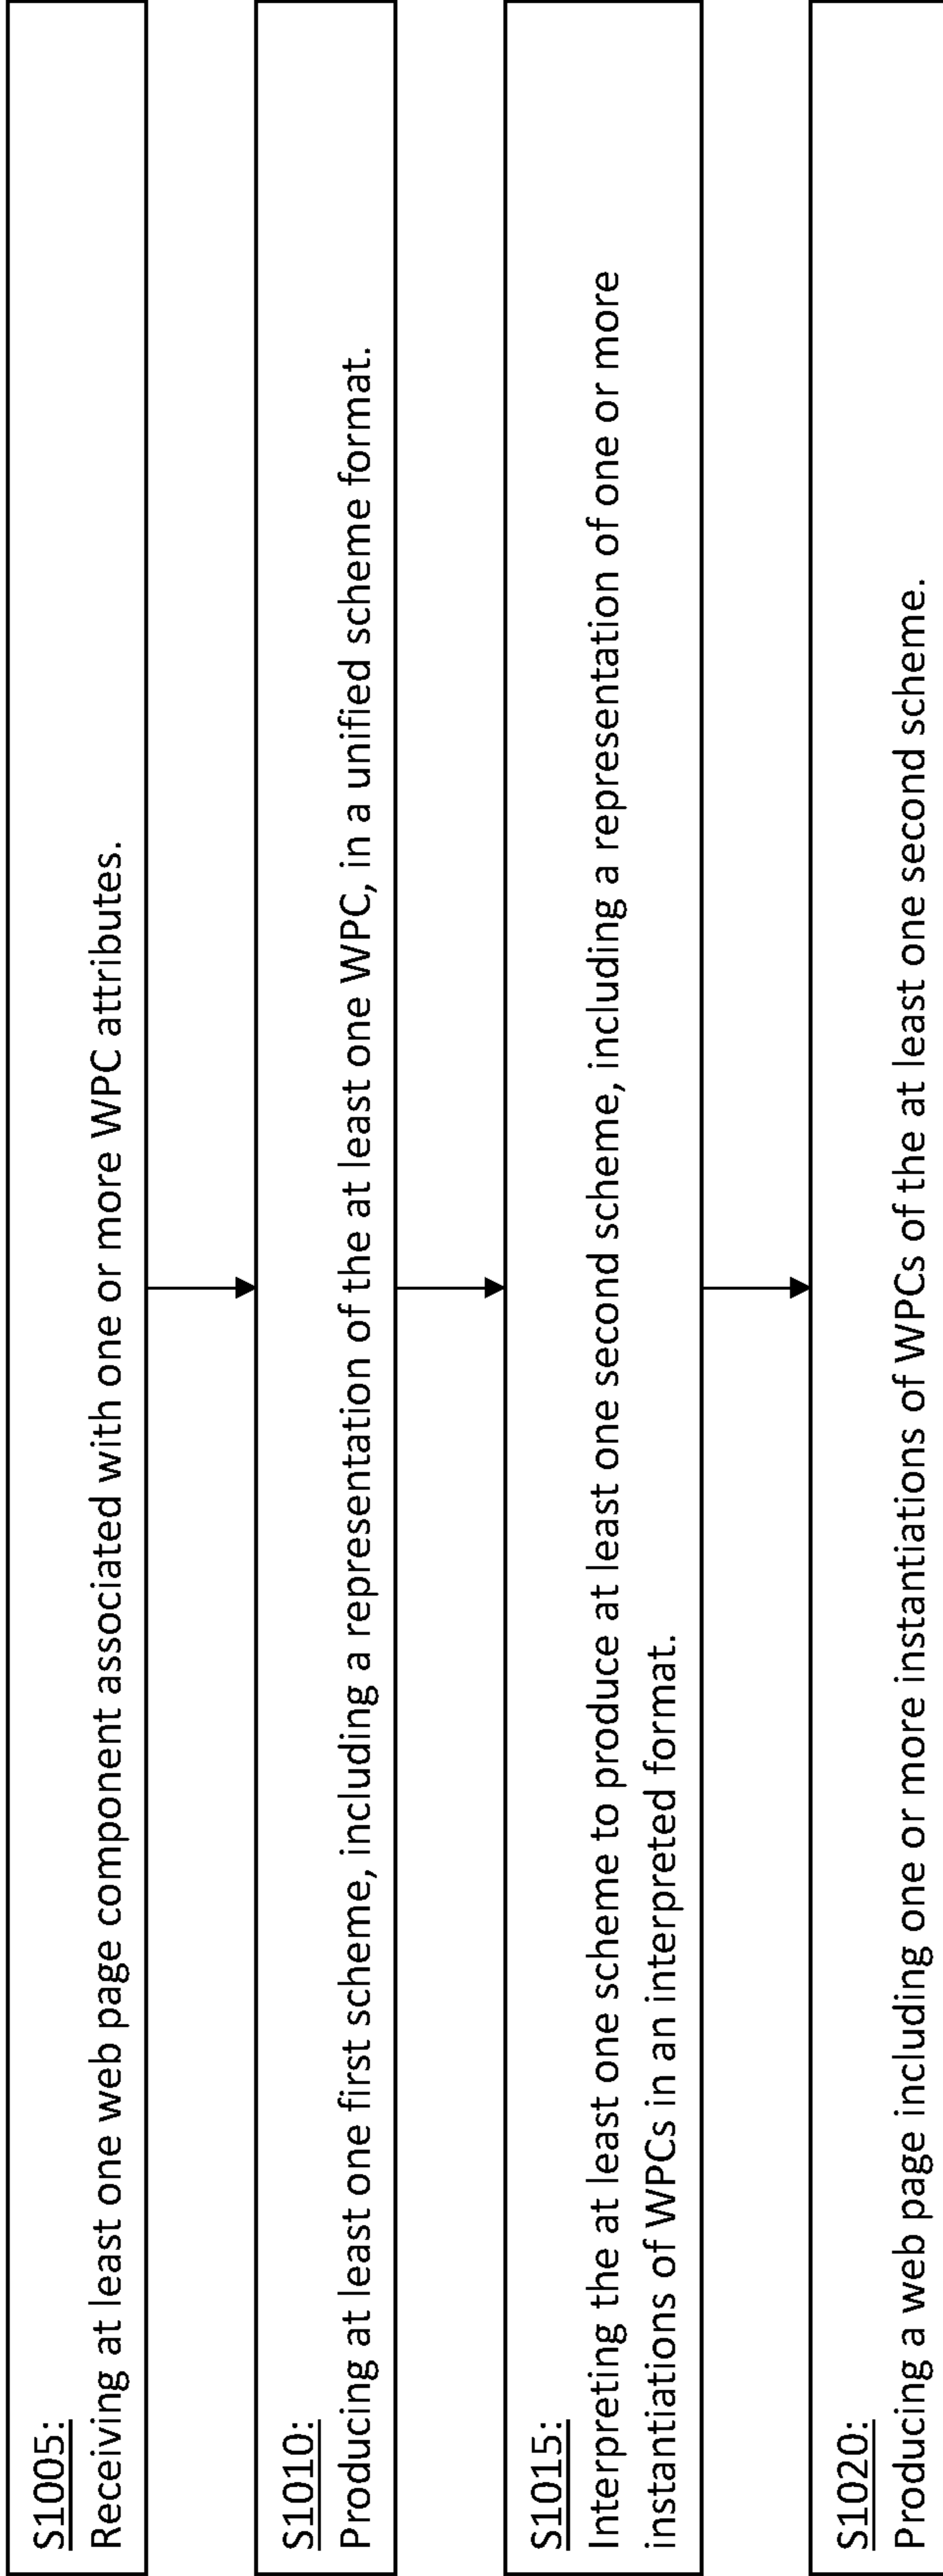 S1005:
Receiving at least one web page component associated with one or more WPC attributes.
S1010:
Producing at least one first scheme, including a representation of the at least one WPC, in a unified scheme format.
S1015:
Interpreting the at least one scheme to produce at least one second scheme, including a representation of one or more
instantiations of WPCs in an interpreted format.
S1020:
Producing a web page including one or more instantiations of WPCs of the at least one second scheme.